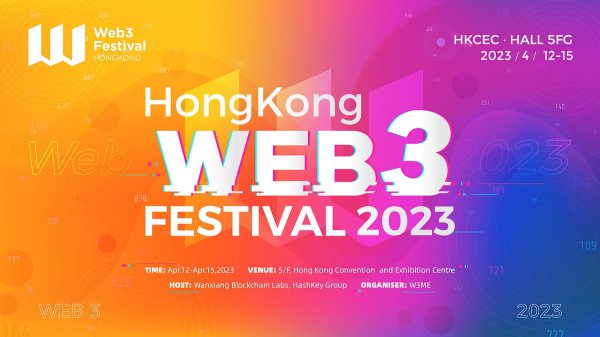 Web3
Festival
HONGKONG
HKCEC · HALL 5FG
2023 / 4 / 12-15
HongKong
WEB3
FESTIVAL 2023
Web3
2023
TIME: Apr.12-Apr.15,2023 VENUE: 5/F, Hong Kong Convention and Exhibition Centre
HOST: Wanxiang Blockchain Labs, HashKey Group ORGANISER: W3ME
WEB 3
2023